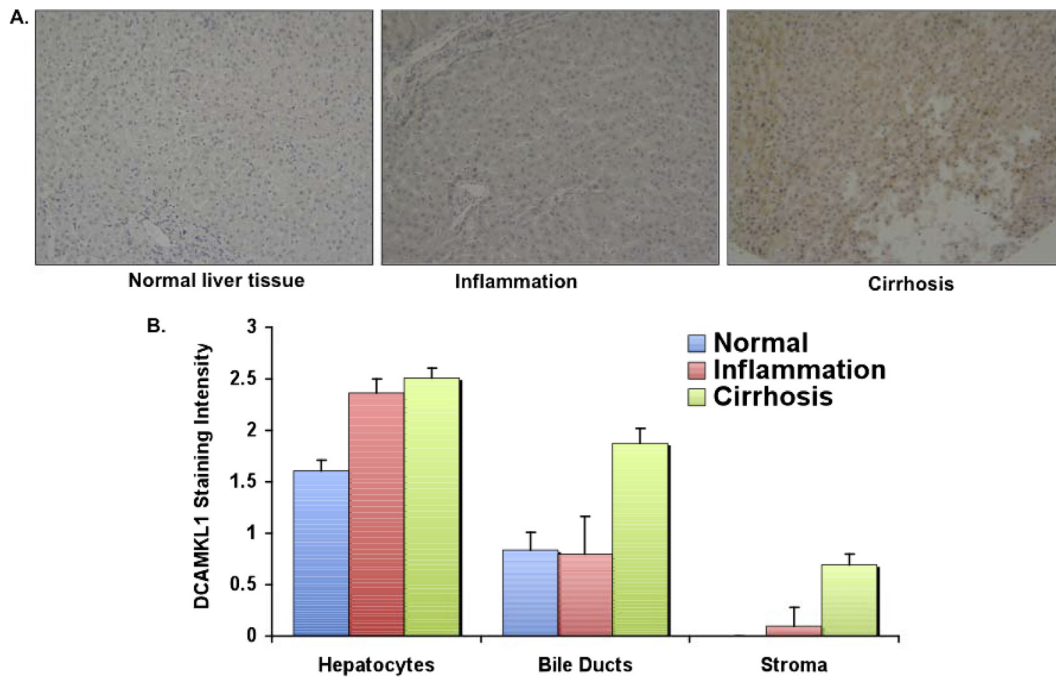 A.
Normal liver tissue
Inflammation
Cirrhosis
B.
DCAMKL1 Staining Intensity
3
2.5
2
1.5
1
0.5
0
Normal
Inflammation
Cirrhosis
Hepatocytes
Bile Ducts
Stroma